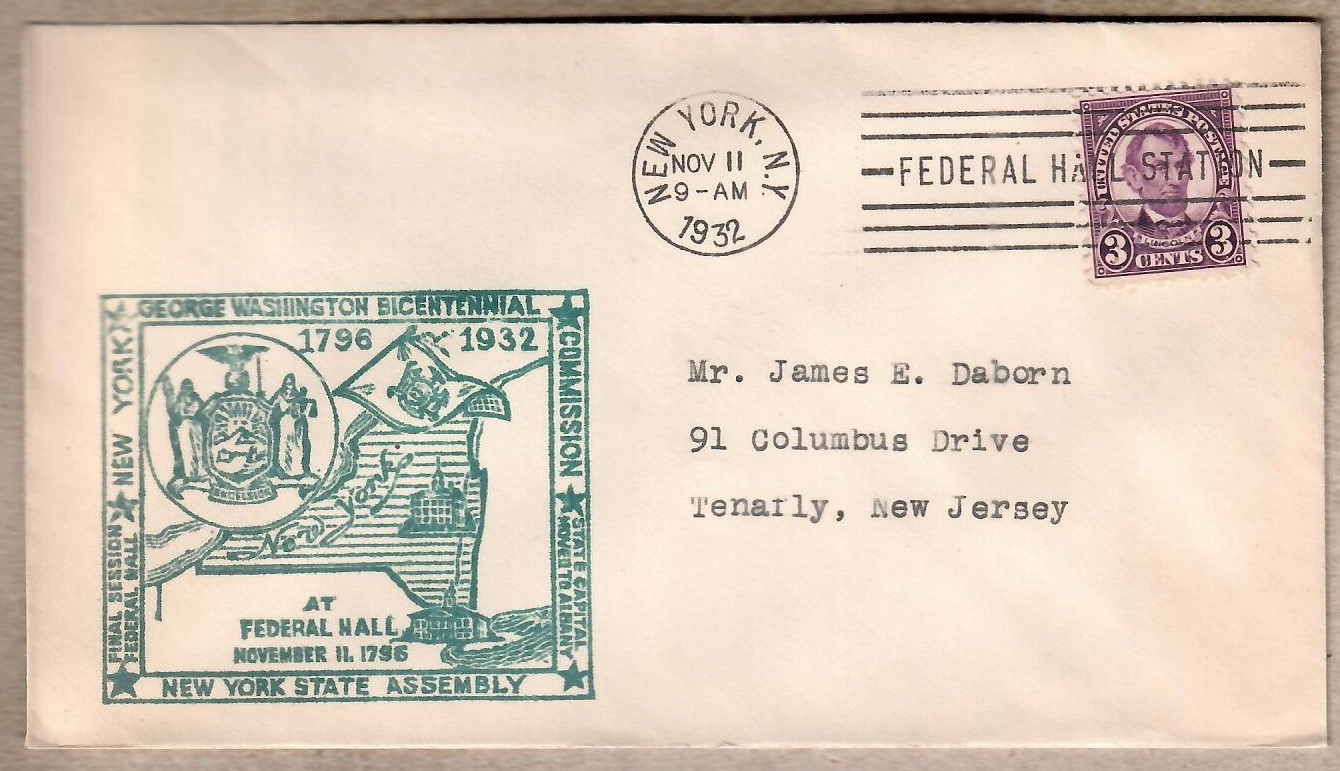 NEW YORK, N.Y.
NOV 11
9-AM
1932
FEDERAL HALL STATION
UNITED STATES POSTAGE
LINCOLN
3 CENTS 3
GEORGE WASHINGTON BICENTENNIAL
COMMISSION
STATE CAPITAL
MOVED TO ALBANY
NEW YORK
FINAL SESSION
FEDERAL HALL
1796 1932
EXCELSIOR
New York
AT
FEDERAL HALL
NOVEMBER 11, 1796
NEW YORK STATE ASSEMBLY
Mr. James E. Daborn
91 Columbus Drive
Tenafly, New Jersey